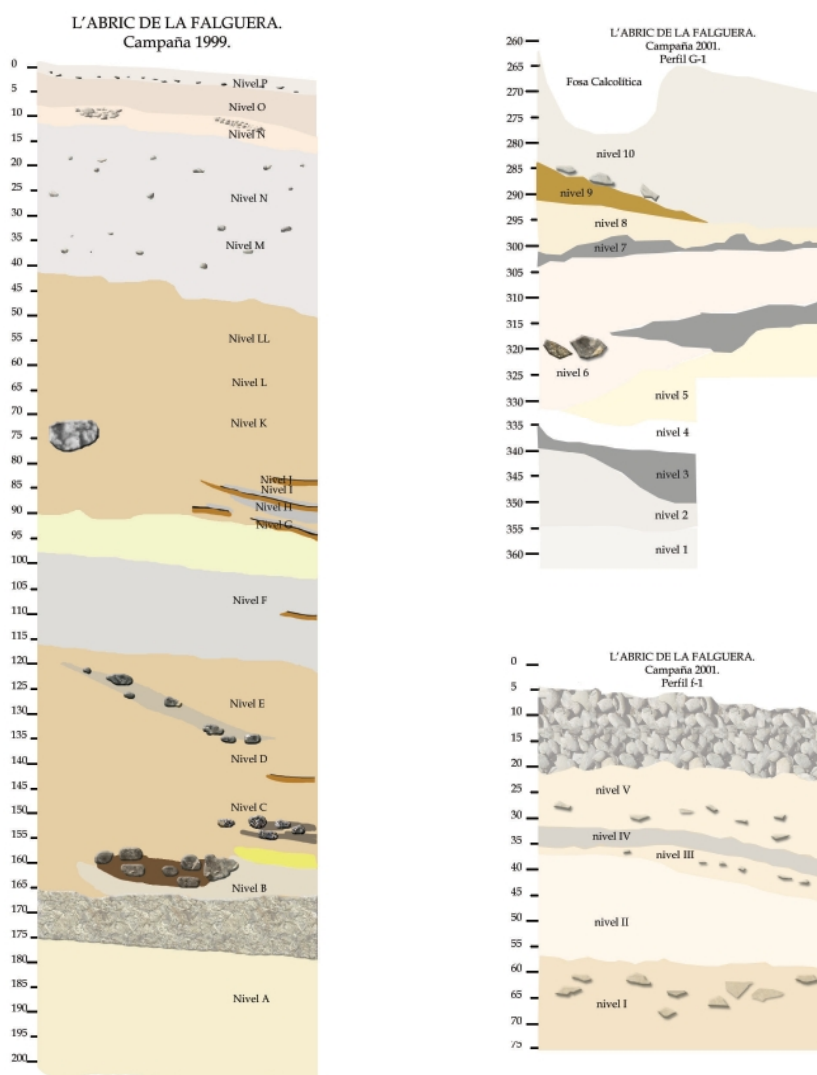 L'ABRIC DE LA FALGUERA.
Campaña 1999.
0
5
10
15
20
25
30
35
40
45
50
55
60
65
70
75
80
85
90
95
100
105
110
115
120
125
130
135
140
145
150
155
160
165
170
175
180
185
190
195
200
Nivel P
Nivel O
Nivel N
Nivel N
Nivel M
Nivel LL
Nivel L
Nivel K
Nivel J
Nivel I
Nivel H
Nivel G
Nivel F
Nivel E
Nivel D
Nivel C
Nivel B
Nivel A
L'ABRIC DE LA FALGUERA.
Campaña 2001.
Perfil G-1
260
265
270
275
280
285
290
295
300
305
310
315
320
325
330
335
340
345
350
355
360
Fosa Calcolítica
nivel 10
nivel 9
nivel 8
nivel 7
nivel 6
nivel 5
nivel 4
nivel 3
nivel 2
nivel 1
L'ABRIC DE LA FALGUERA.
Campaña 2001.
Perfil f-1
0
5
10
15
20
25
30
35
40
45
50
55
60
65
70
75
nivel V
nivel IV
nivel III
nivel II
nivel I